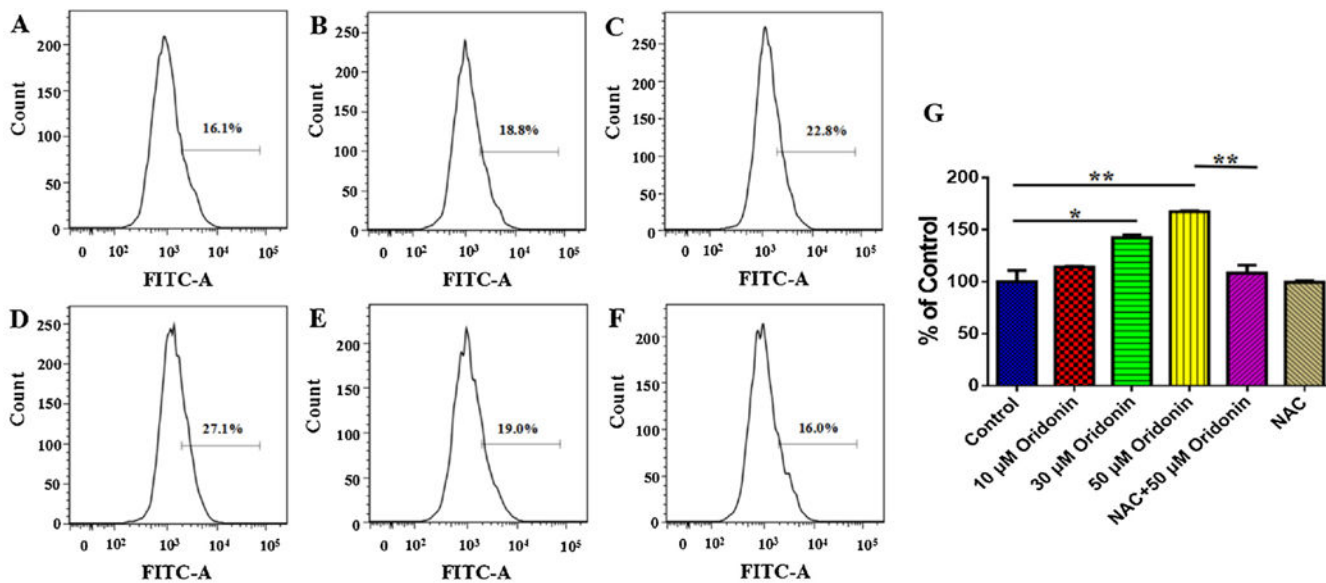 A
Count
200
150
100
50
0
16.1%
0 10² 10³ 10⁴ 10⁵
FITC-A
B
Count
250
200
150
100
50
0
18.8%
0 10² 10³ 10⁴ 10⁵
FITC-A
C
Count
250
200
150
100
50
0
22.8%
0 10² 10³ 10⁴ 10⁵
FITC-A
D
Count
250
200
150
100
50
0
27.1%
0 10² 10³ 10⁴ 10⁵
FITC-A
E
Count
200
150
100
50
0
19.0%
0 10² 10³ 10⁴ 10⁵
FITC-A
F
Count
200
150
100
50
0
16.0%
0 10² 10³ 10⁴ 10⁵
FITC-A
G
% of Control
200
150
100
50
0
**
**
*
Control
10 μM Oridonin
30 μM Oridonin
50 μM Oridonin
NAC+50 μM Oridonin
NAC